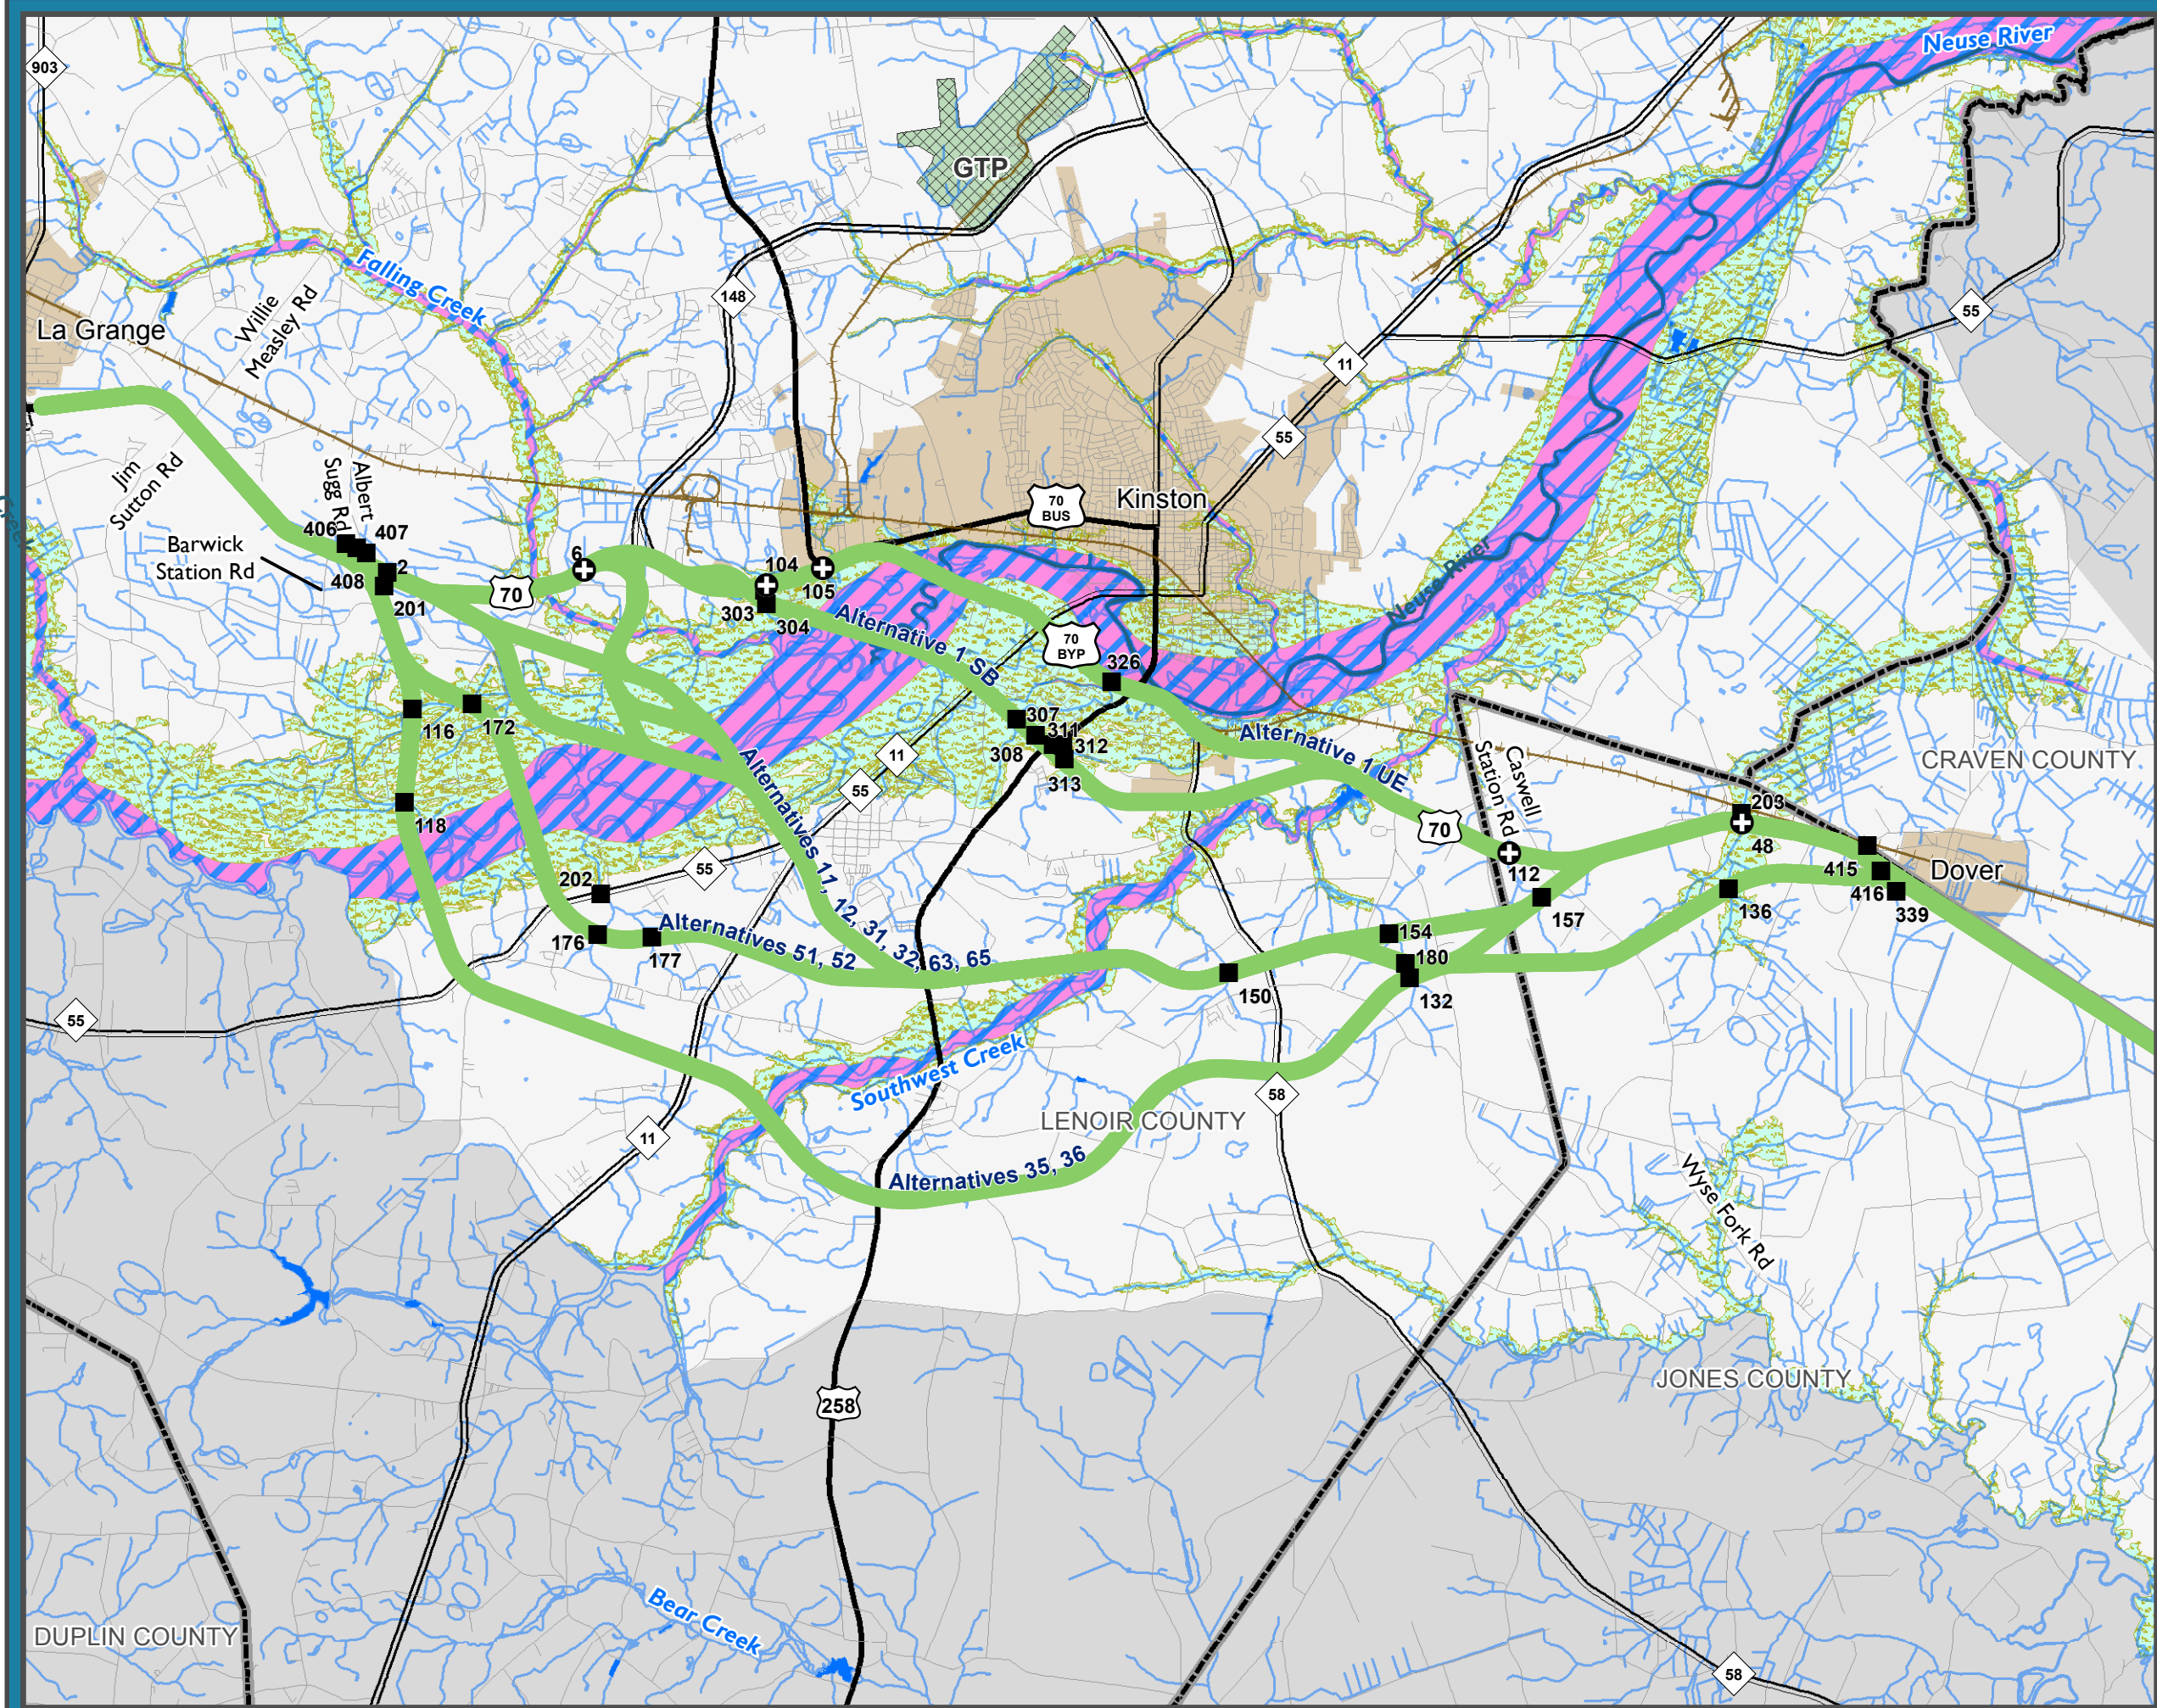 Neuse River
903
GTP
Falling Creek
148
Willie
Measley Rd
La Grange
55
11
55
Jim
Sutton Rd
Albert
Sugg Rd
70
BUS
Kinston
406
407
Barwick
Station Rd
408
2
201
70
6
104
105
303
304
Alternative 1 SB
Neuse River
70
BYP
326
116
172
307
311
312
308
313
Alternative 1 UE
Caswell
Station Rd
CRAVEN COUNTY
11
55
118
Alternatives 11, 12, 31, 32, 63, 65
203
48
70
112
415
Dover
416
339
202
55
136
157
176
177
Alternatives 51, 52
154
180
150
132
55
Southwest Creek
58
LENOIR COUNTY
11
Alternatives 35, 36
Wyse Fork Rd
JONES COUNTY
258
Bear Creek
DUPLIN COUNTY
58